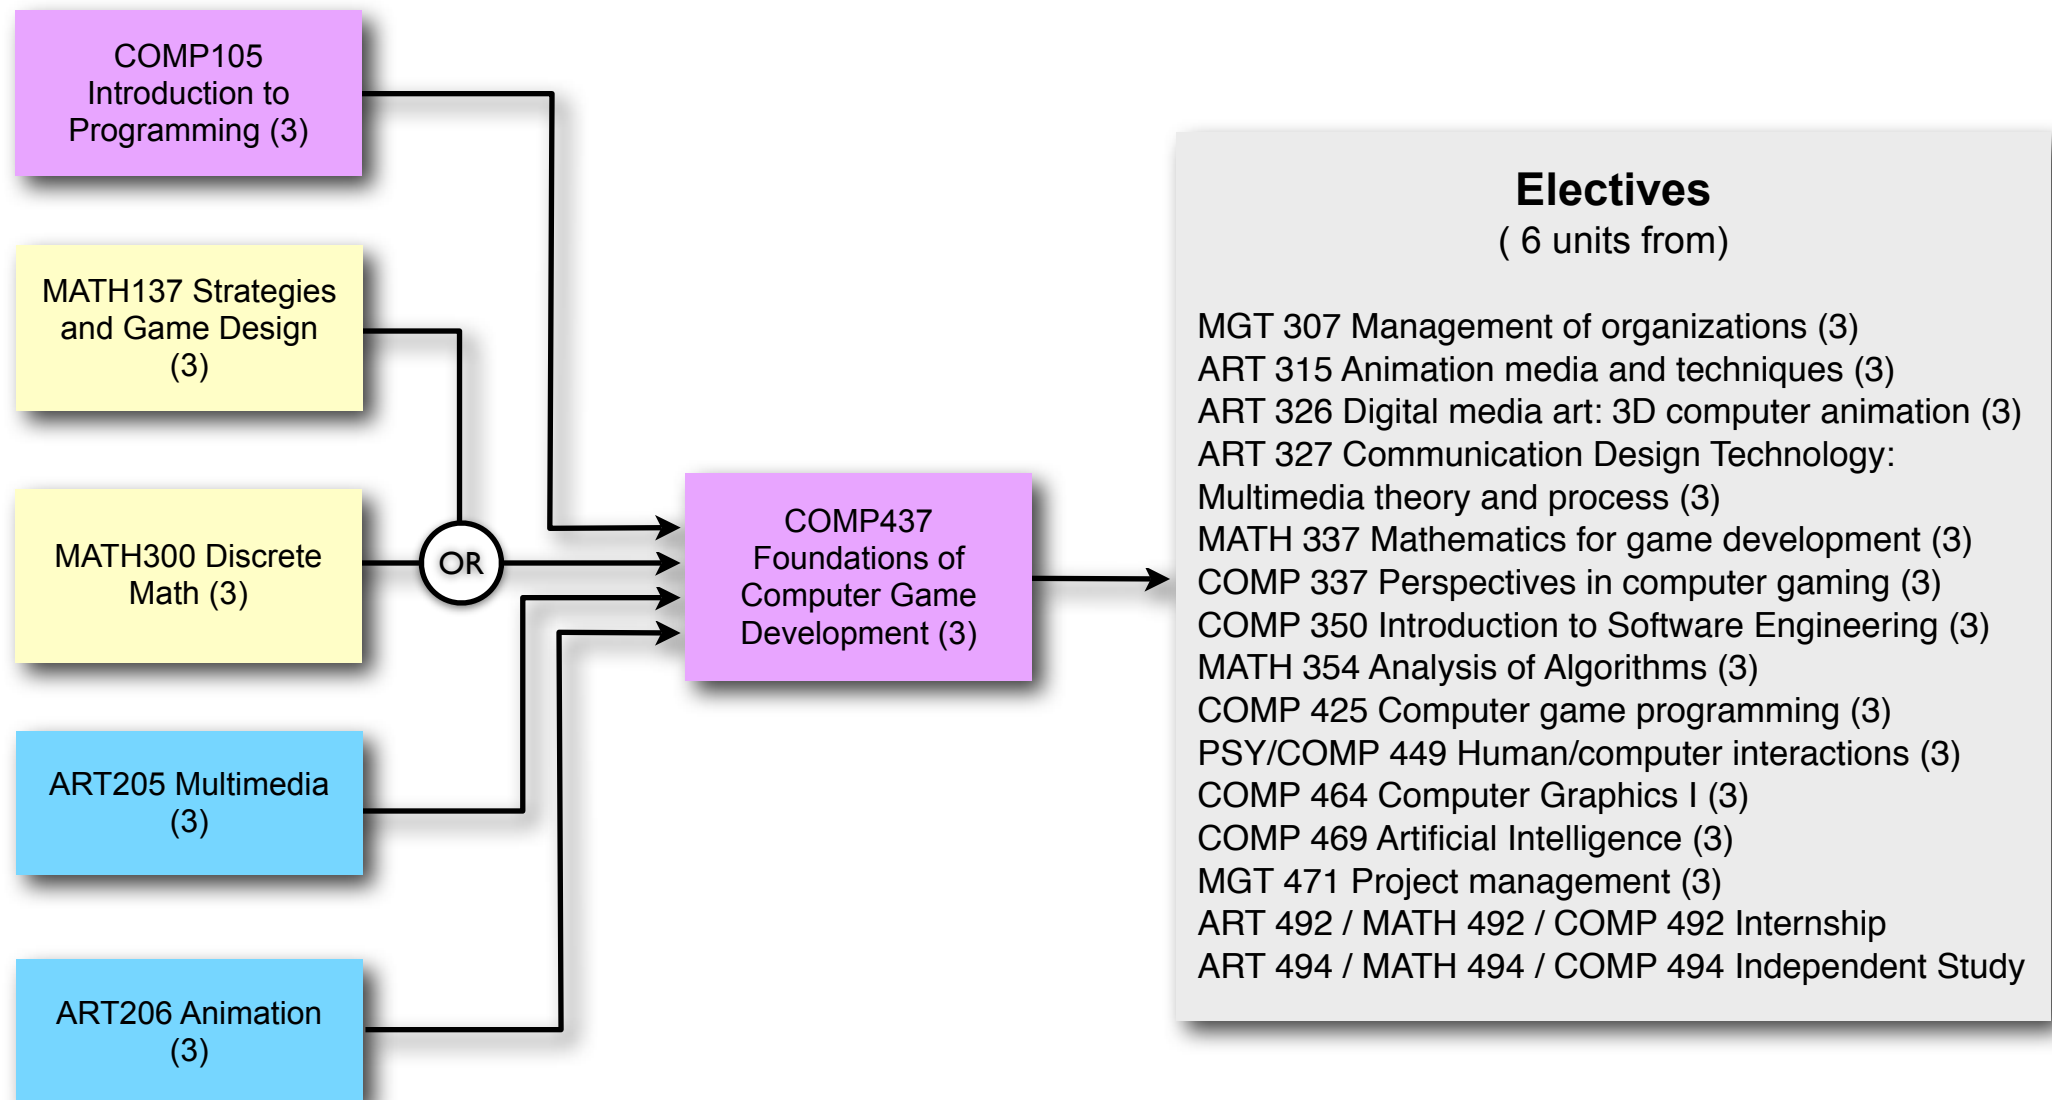 COMP105
Introduction to
Programming (3)
MATH137 Strategies
and Game Design
(3)
MATH300 Discrete
Math (3)
ART205 Multimedia
(3)
ART206 Animation
(3)
OR
COMP437
Foundations of
Computer Game
Development (3)
Electives
( 6 units from)
MGT 307 Management of organizations (3)
ART 315 Animation media and techniques (3)
ART 326 Digital media art: 3D computer animation (3)
ART 327 Communication Design Technology:
Multimedia theory and process (3)
MATH 337 Mathematics for game development (3)
COMP 337 Perspectives in computer gaming (3)
COMP 350 Introduction to Software Engineering (3)
MATH 354 Analysis of Algorithms (3)
COMP 425 Computer game programming (3)
PSY/COMP 449 Human/computer interactions (3)
COMP 464 Computer Graphics I (3)
COMP 469 Artificial Intelligence (3)
MGT 471 Project management (3)
ART 492 / MATH 492 / COMP 492 Internship
ART 494 / MATH 494 / COMP 494 Independent Study